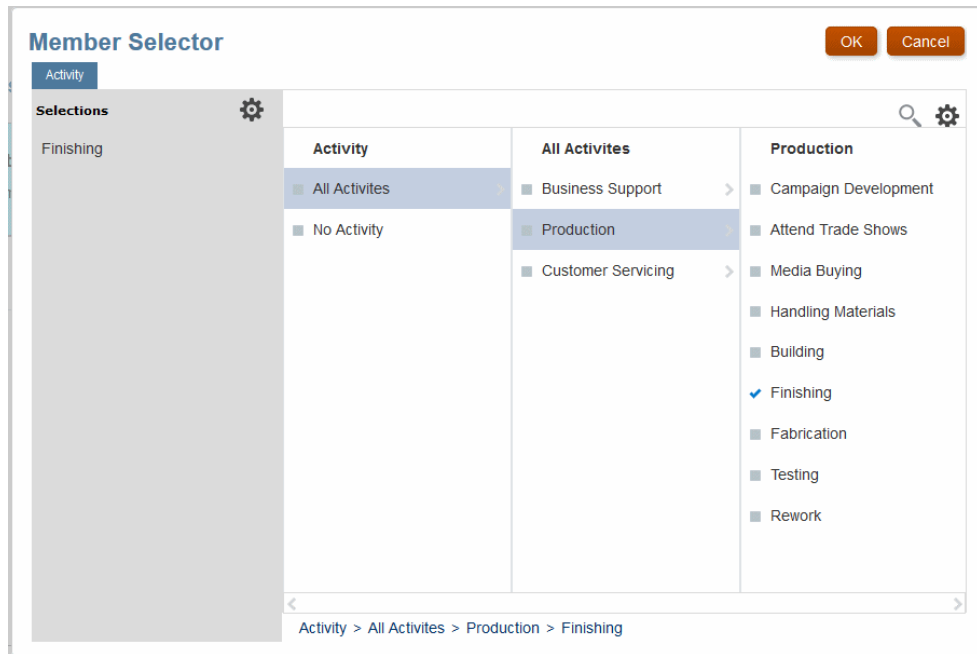 Member Selector
OK
Cancel
Activity
Selections
Finishing
Activity
All Activites
No Activity
All Activites
Business Support
Production
Customer Servicing
Production
Campaign Development
Attend Trade Shows
Media Buying
Handling Materials
Building
Finishing
Fabrication
Testing
Rework
Activity > All Activites > Production > Finishing